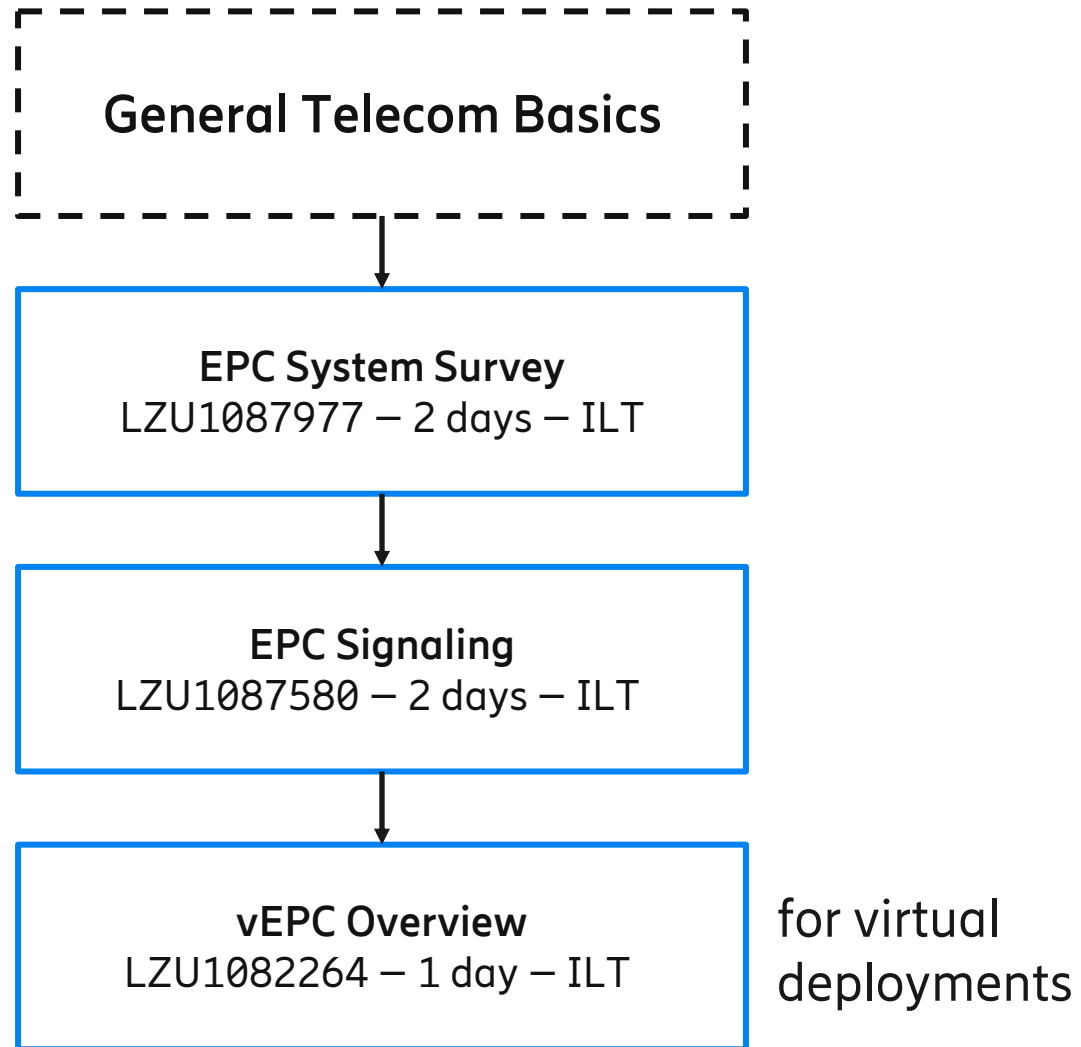 General Telecom Basics
EPC System Survey
LZU1087977 – 2 days – ILT
EPC Signaling
LZU1087580 – 2 days – ILT
vEPC Overview
LZU1082264 – 1 day – ILT
for virtual
deployments